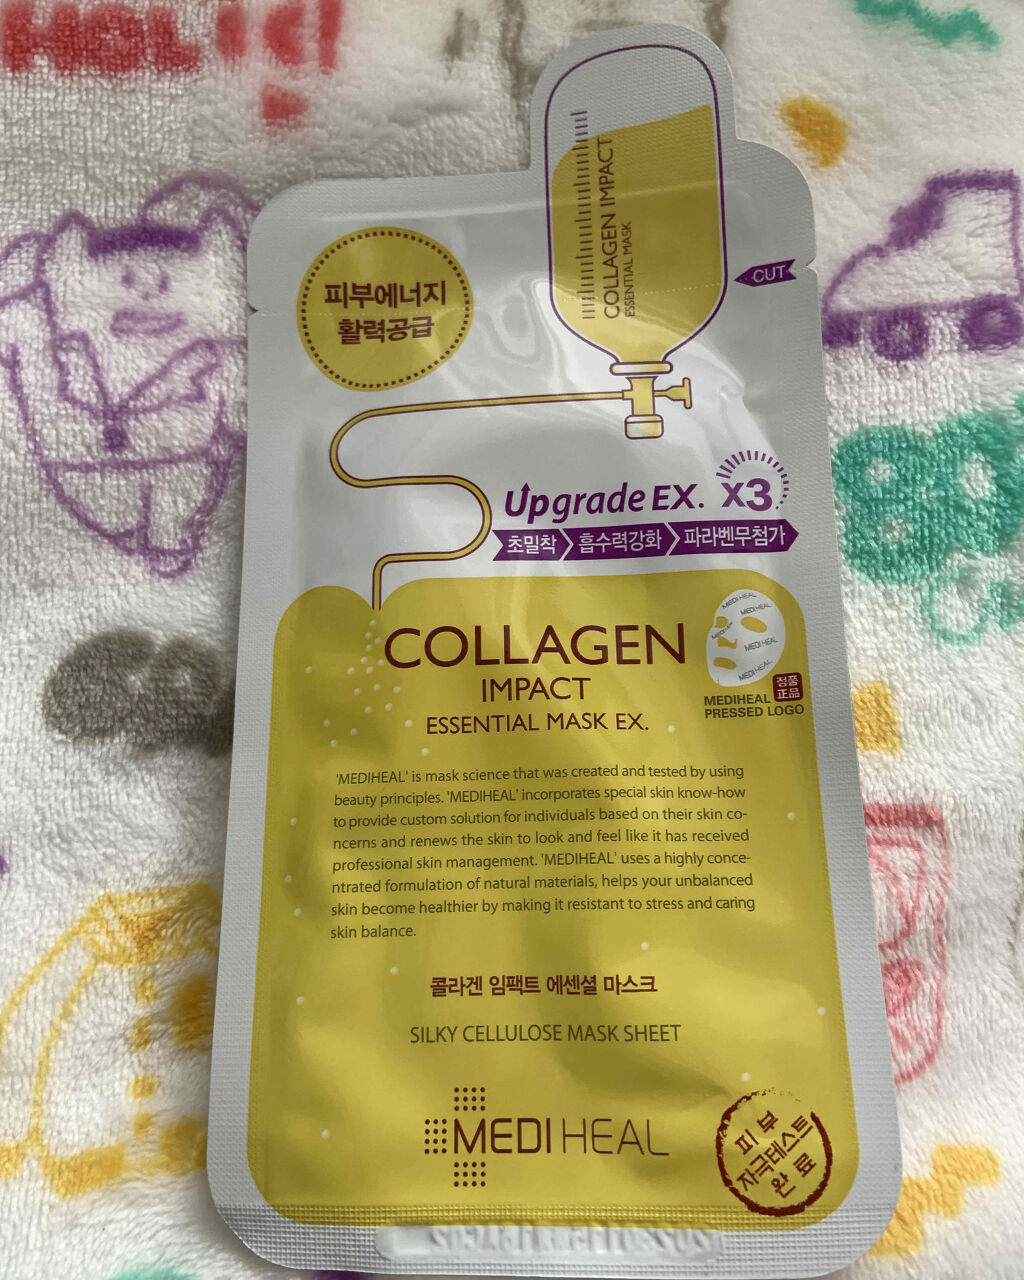 HOLI
COLLAGEN IMPACT
ESSENTIAL MASK
CUT
피부에너지
활력공급
Upgrade EX. x3
초밀착 흡수력강화 파라벤무첨가
MEDIHEAL
MEDIHEAL
MEDIHEAL
MEDIHEAL
MEDIHEAL
COLLAGEN
IMPACT
ESSENTIAL MASK EX.
정품
正品
MEDIHEAL
PRESSED LOGO
'MEDIHEAL' is mask science that was created and tested by using
beauty principles. 'MEDIHEAL' incorporates special skin know-how
to provide custom solution for individuals based on their skin co-
ncerns and renews the skin to look and feel like it has received
professional skin management. 'MEDIHEAL' uses a highly conce-
ntrated formulation of natural materials, helps your unbalanced
skin become healthier by making it resistant to stress and caring
skin balance.
콜라겐 임팩트 에센셜 마스크
SILKY CELLULOSE MASK SHEET
MEDIHEAL
피부
자극테스트
완료